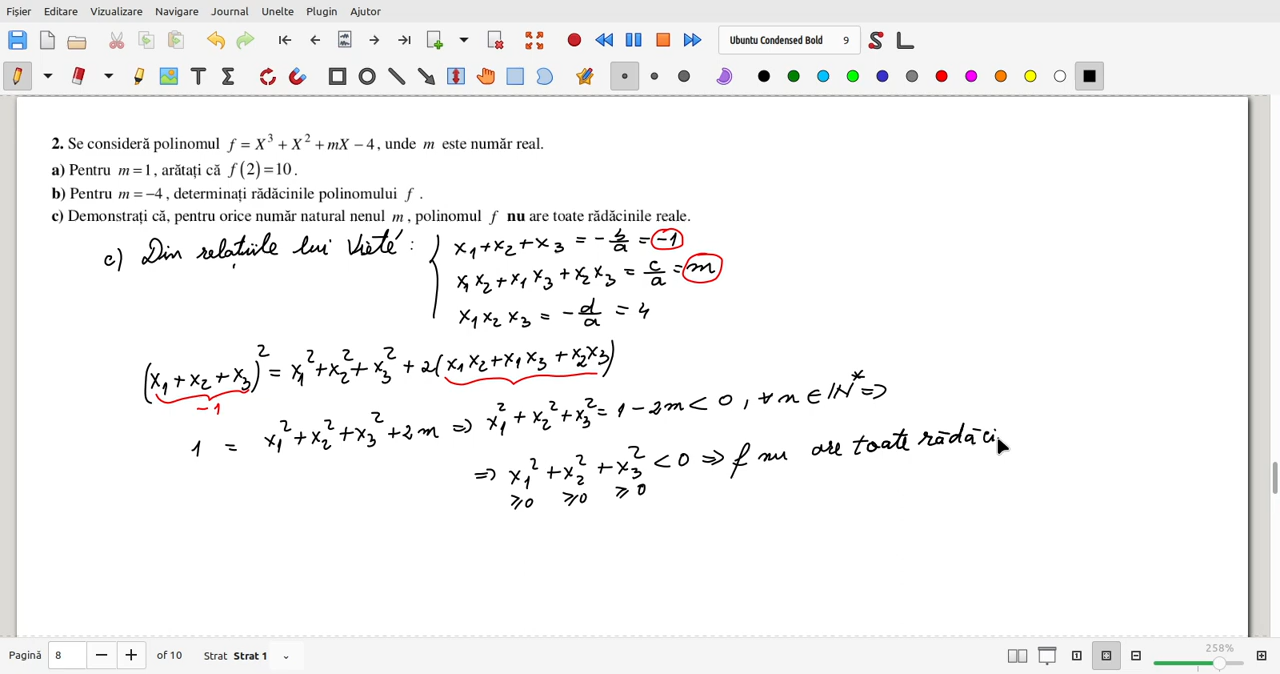 Fișier Editare Vizualizare Navigare Journal Unelte Plugin Ajutor
Ubuntu Condensed Bold 9
2. Se consideră polinomul f = X³ + X² + mX − 4, unde m este număr real.
a) Pentru m = 1, arătați că f(2) = 10.
b) Pentru m = −4, determinați rădăcinile polinomului f.
c) Demonstrați că, pentru orice număr natural nenul m, polinomul f nu are toate rădăcinile reale.
c) Din relațiile lui Vieté: { x₁+x₂+x₃ = −b/a = −1
x₁x₂+x₁x₃+x₂x₃ = c/a = m
x₁x₂x₃ = −d/a = 4
(x₁+x₂+x₃)² = x₁²+x₂²+x₃² + 2(x₁x₂+x₁x₃+x₂x₃)
−1
1 = x₁²+x₂²+x₃²+2m ⇒ x₁²+x₂²+x₃² = 1−2m < 0, ∀ n ∈ ℕ* ⇒
⇒ x₁²+x₂²+x₃² < 0 ⇒ f nu are toate rădăci
≥0 ≥0 ≥0
Pagină 8 of 10 Strat Strat 1 258%